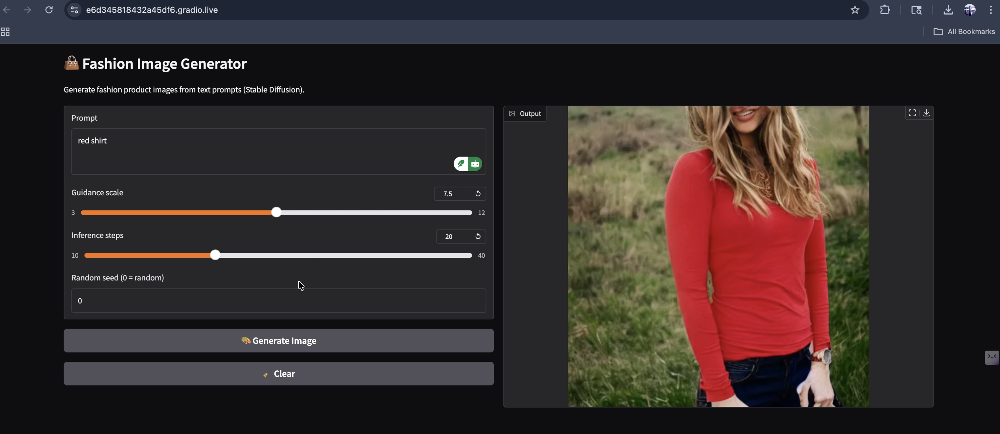 e6d345818432a45df6.gradio.live
All Bookmarks
👜 Fashion Image Generator
Generate fashion product images from text prompts (Stable Diffusion).
Prompt
red shirt
Guidance scale
7.5
3
12
Inference steps
20
10
40
Random seed (0 = random)
0
🎨 Generate Image
🧹 Clear
Output